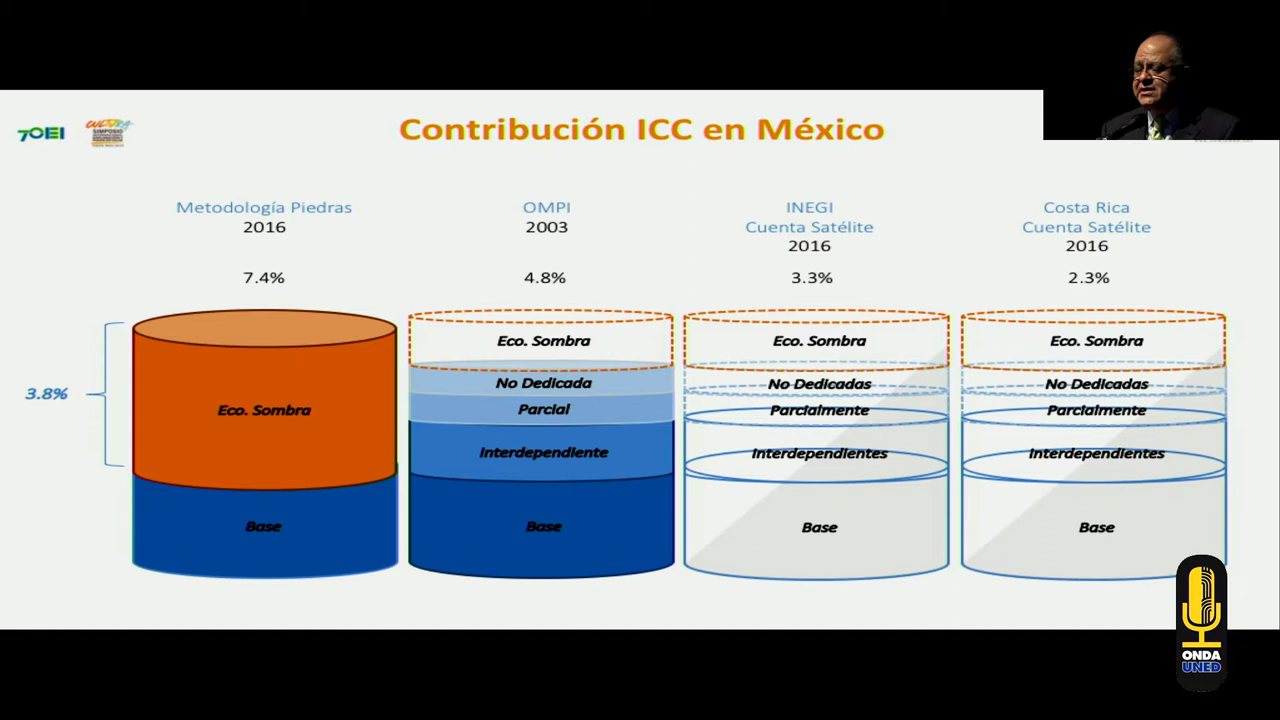 7OEI
CULTURA
SIMPOSIO
Contribución ICC en México
Metodología Piedras
2016
7.4%
OMPI
2003
4.8%
INEGI
Cuenta Satélite
2016
3.3%
Costa Rica
Cuenta Satélite
2016
2.3%
3.8%
Eco. Sombra
Base
Eco. Sombra
No Dedicada
Parcial
Interdependiente
Base
Eco. Sombra
No Dedicadas
Parcialmente
Interdependientes
Base
Eco. Sombra
No Dedicadas
Parcialmente
Interdependientes
Base
ONDA
UNED